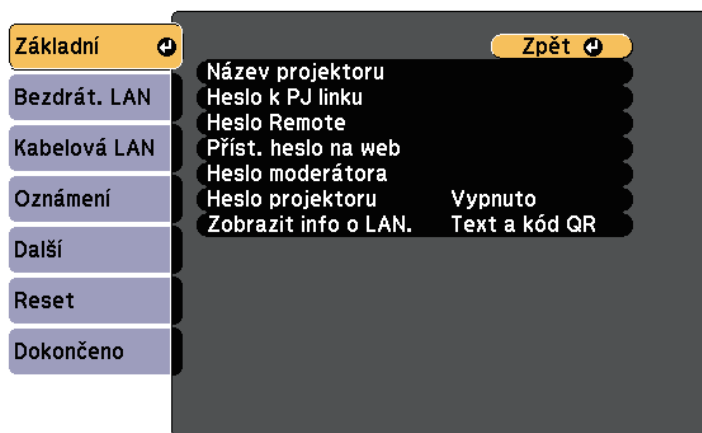 Základní
Bezdrát. LAN
Kabelová LAN
Oznámení
Další
Reset
Dokončeno
Zpět
Název projektoru
Heslo k PJ linku
Heslo Remote
Příst. heslo na web
Heslo moderátora
Heslo projektoru Vypnuto
Zobrazit info o LAN. Text a kód QR